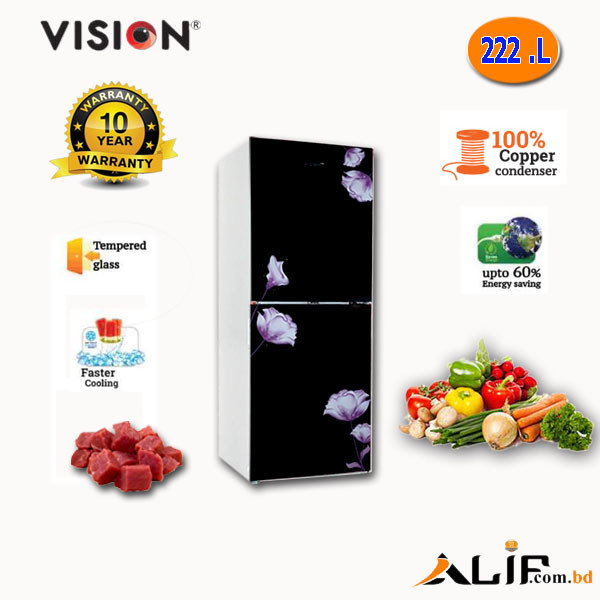 VISION®
222 .L
WARRANTY
10
YEAR
WARRANTY
100%
Copper
condenser
Tempered
glass
upto 60%
Energy saving
Faster
Cooling
ALIF.com.bd